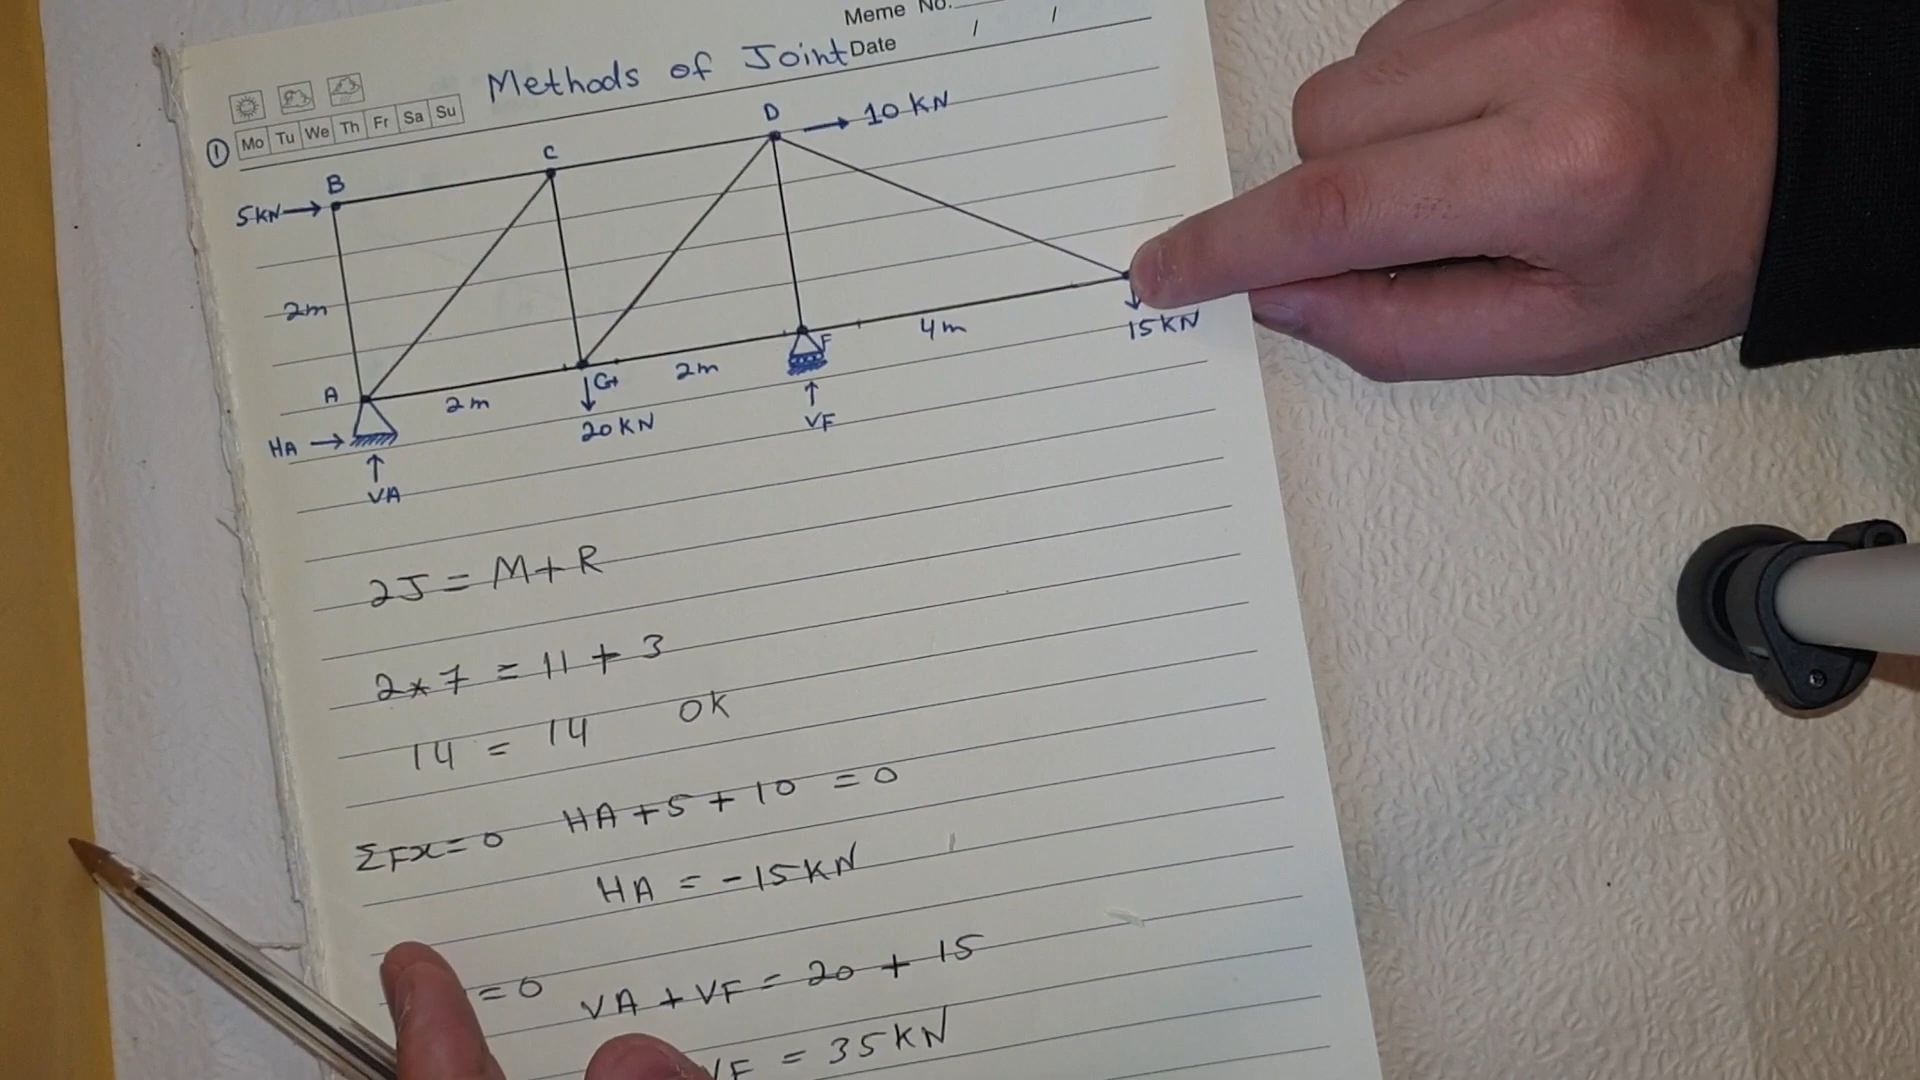 Meme No.
Date / /
Methods of Joint
Mo Tu We Th Fr Sa Su
①
D
10 KN
C
B
5KN
2m
A
2m
G
2m
F
4m
15KN
20KN
VF
HA
VA
2J = M+R
2*7 = 11 + 3
14 = 14 OK
ΣFx=0 HA+5+10 = 0
HA = -15KN
=0 VA + VF = 20 + 15
VF = 35KN